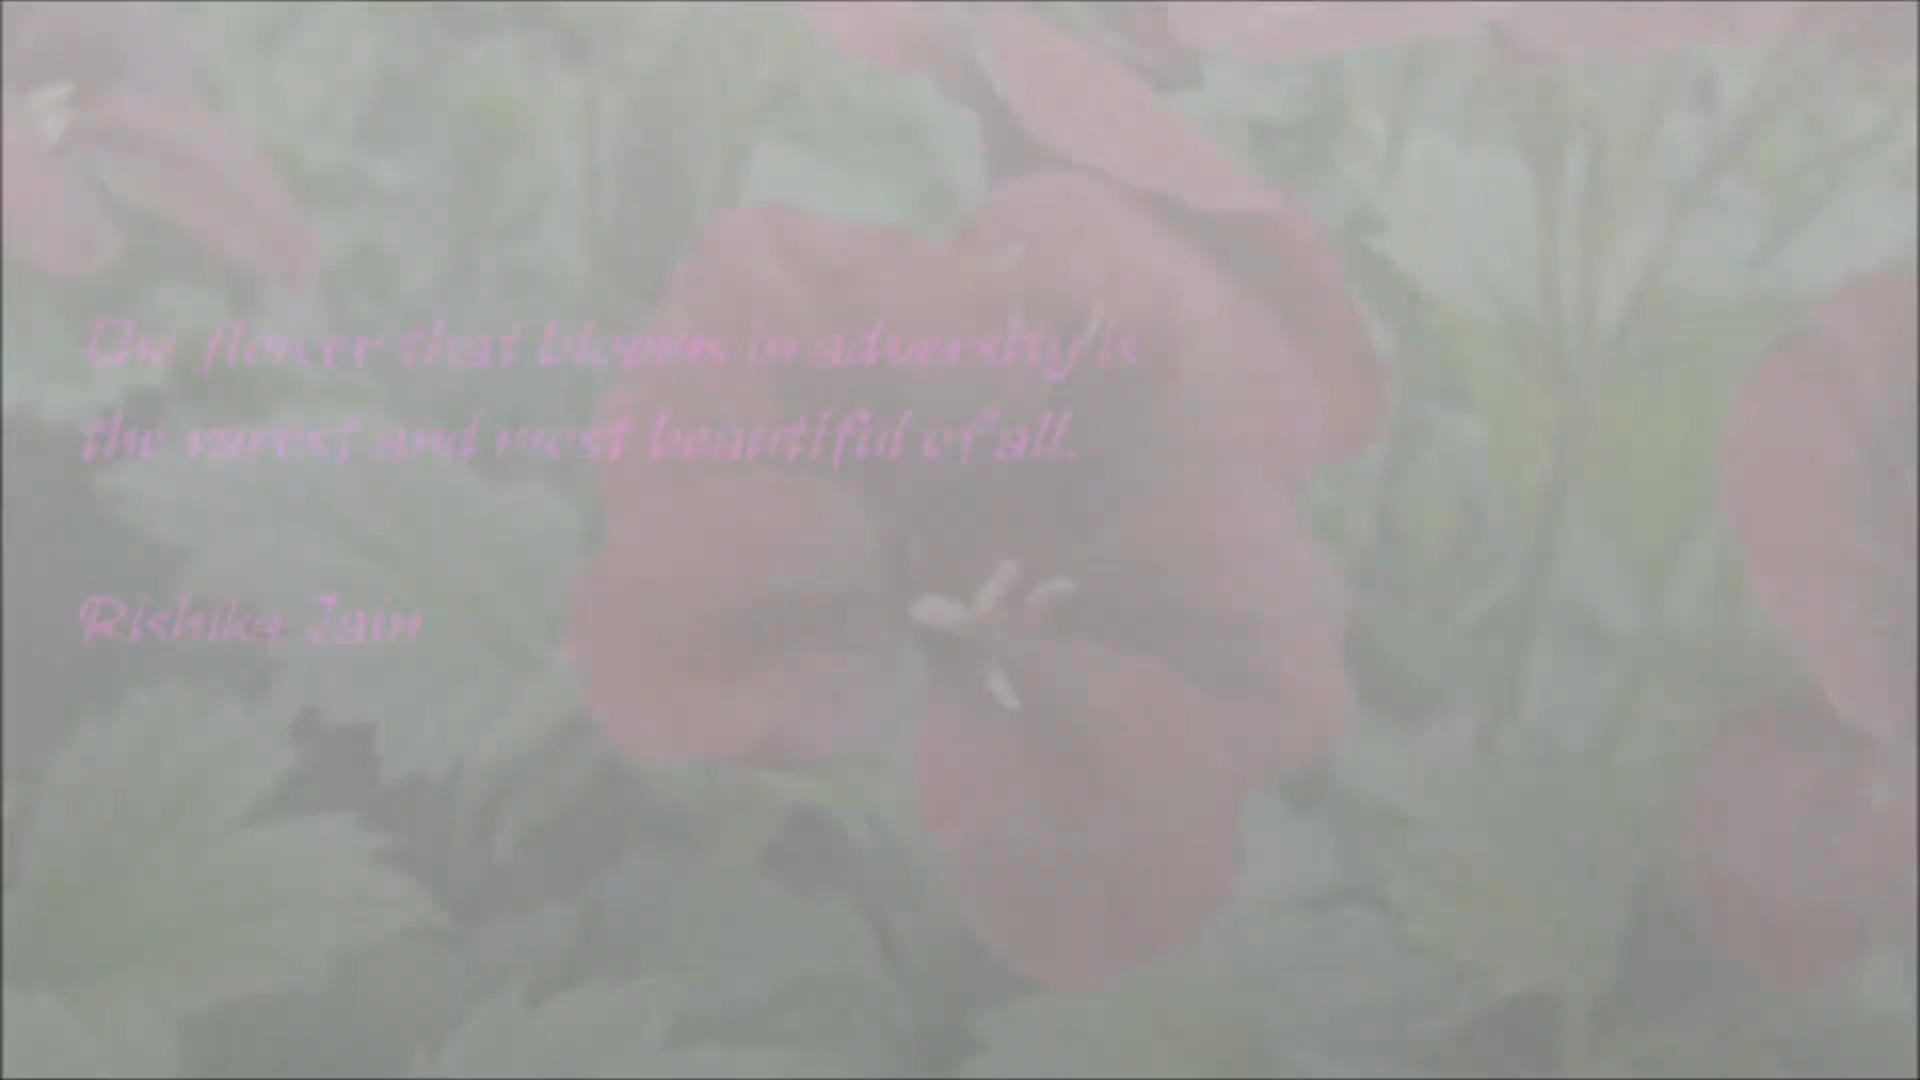 The flower that blooms in adversity is
the rarest and most beautiful of all.
Rishika Jain